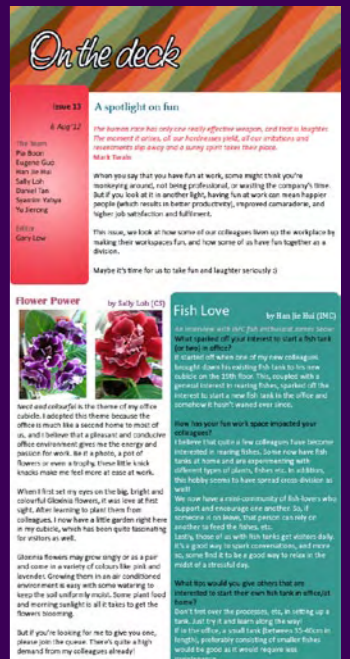 On the deck
Issue 13
6 Aug'12
The Team
Pia Boon
Eugene Guo
Han Jie Hui
Sally Loh
Daniel Tan
Syamim Yahya
Yu Jierong
Editor
Gary Low
A spotlight on fun
The human race has only one really effective weapon, and that is laughter.
The moment it arises, all our hardnesses yield, all our irritations and
resentments slip away and a sunny spirit takes their place.
Mark Twain
When you say that you have fun at work, some might think you're
monkeying around, not being professional, or wasting the company's time.
But if you look at it in another light, having fun at work can mean happier
people (which results in better productivity), improved camaraderie, and
higher job satisfaction and fulfilment.
This issue, we look at how some of our colleagues liven up the workplace by
making their workspaces fun, and how some of us have fun together as a
division.
Maybe it's time for us to take fun and laughter seriously :)
Flower Power
by Sally Loh (CS)
Neat and colourful is the theme of my office
cubicle. I adopted this theme because the
office is much like a second home to most of
us, and I believe that a pleasant and conducive
office environment gives me the energy and
passion for work. Be it a photo, a pot of
flowers or even a trophy, these little knick
knacks make me feel more at ease at work.
When I first set my eyes on the big, bright and
colourful Gloxinia flowers, it was love at first
sight. After learning to plant them from
colleagues, I now have a little garden right here
in my cubicle, which has been quite fascinating
for visitors as well.
Gloxinia flowers may grow singly or as a pair
and come in a variety of colours like pink and
lavender. Growing them in an air conditioned
environment is easy with some watering to
keep the soil uniformly moist. Some plant food
and morning sunlight is all it takes to get the
flowers blooming.
But if you're looking for me to give you one,
please join the queue. There's quite a high
demand from my colleagues already!
Fish Love
by Han Jie Hui (IMC)
An interview with IMC fish enthusiast James
What sparked off your interest to start a fish tank
(or two) in office?
It started off when one of my new colleagues
brought down his existing fish tank to his new
cubicle on the 35th floor. This, coupled with a
general interest in rearing fishes, sparked off the
interest to start a new fish tank in the office and
somehow it hasn't waned ever since.
How has your fun work space impacted your
colleagues?
I believe that quite a few colleagues have become
interested in rearing fishes. Some now have fish
tanks at home and are experimenting with
different types of plants, fishes etc. In addition,
this hobby seems to have spread cross-division as
well!
We now have a mini-community of fish-lovers who
support and encourage one another. So, if
someone is on leave, that person can rely on
another to feed the fishes, etc.
Lastly, those of us with fish tanks get visitors daily.
It's a good way to spark conversations, and more
so, some find it to be a good way to relax in the
midst of a stressful day.
What tips would you give others that are
interested to start their own fish tank in office/at
home?
Don't fret over the processes, etc, in setting up a
tank. Just try it and learn along the way!
If in the office, a small tank (between 35-40cm in
length), preferably consisting of smaller fishes
would be good as it would require less